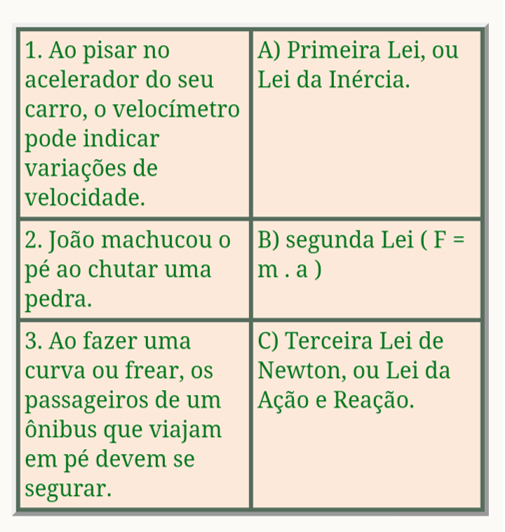 1. Ao pisar no
acelerador do seu
carro, o velocímetro
pode indicar
variações de
velocidade.
A) Primeira Lei, ou
Lei da Inércia.
2. João machucou o
pé ao chutar uma
pedra.
B) segunda Lei ( F =
m . a )
3. Ao fazer uma
curva ou frear, os
passageiros de um
ônibus que viajam
em pé devem se
segurar.
C) Terceira Lei de
Newton, ou Lei da
Ação e Reação.